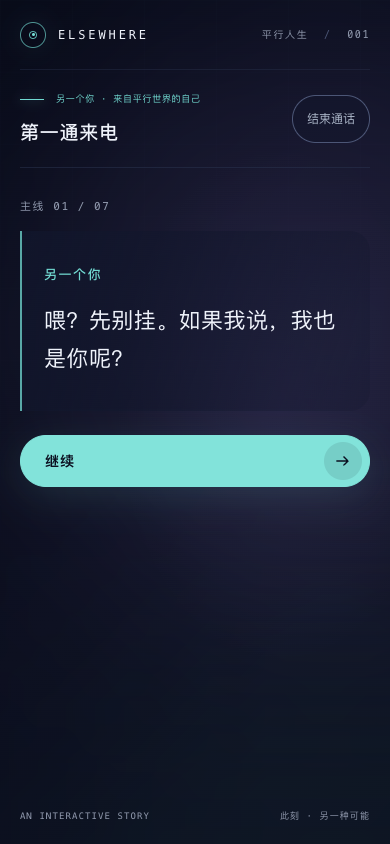 ELSEWHERE
平行人生 / 001
另一个你 · 来自平行世界的自己
第一通来电
结束通话
主线 01 / 07
另一个你
喂？先别挂。如果我说，我也
是你呢？
继续
AN INTERACTIVE STORY
此刻 · 另一种可能